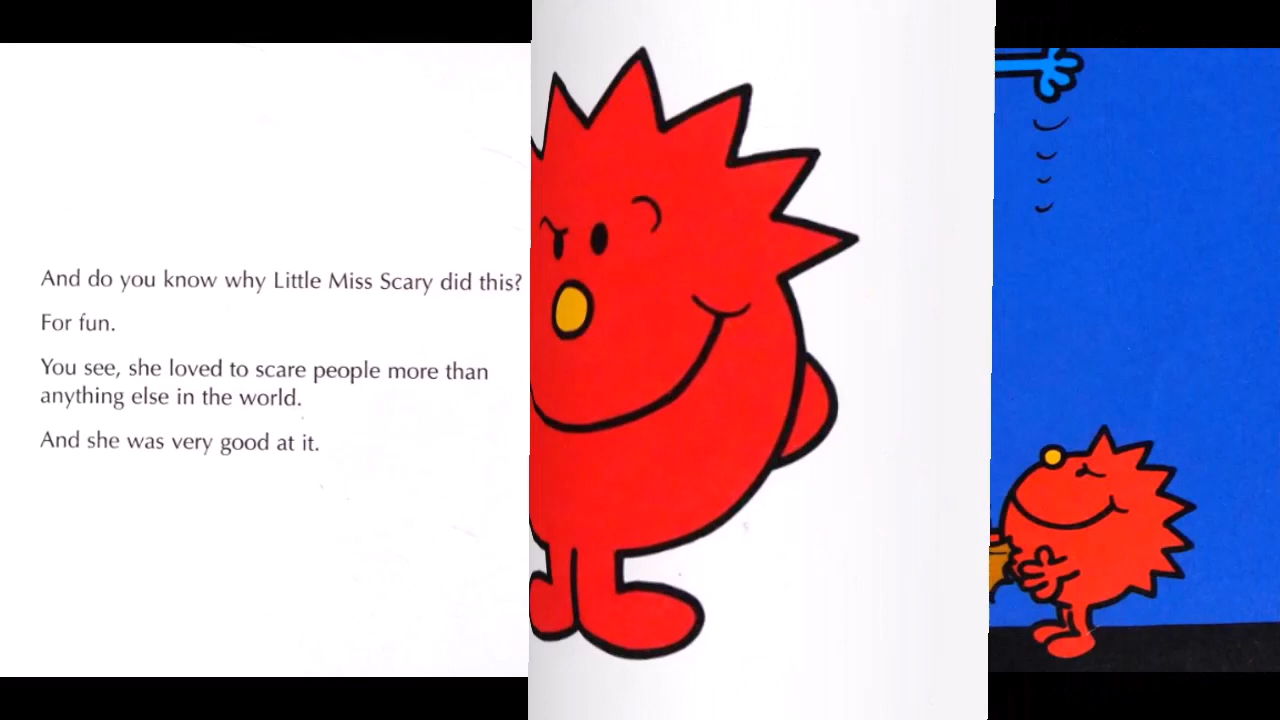 And do you know why Little Miss Scary did this?
For fun.
You see, she loved to scare people more than
anything else in the world.
And she was very good at it.